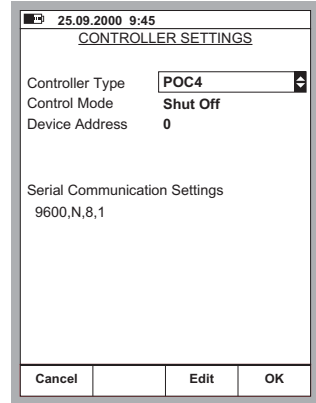 25.09.2000 9:45
CONTROLLER SETTINGS
Controller Type POC4
Control Mode Shut Off
Device Address 0
Serial Communication Settings
9600,N,8,1
Cancel Edit OK